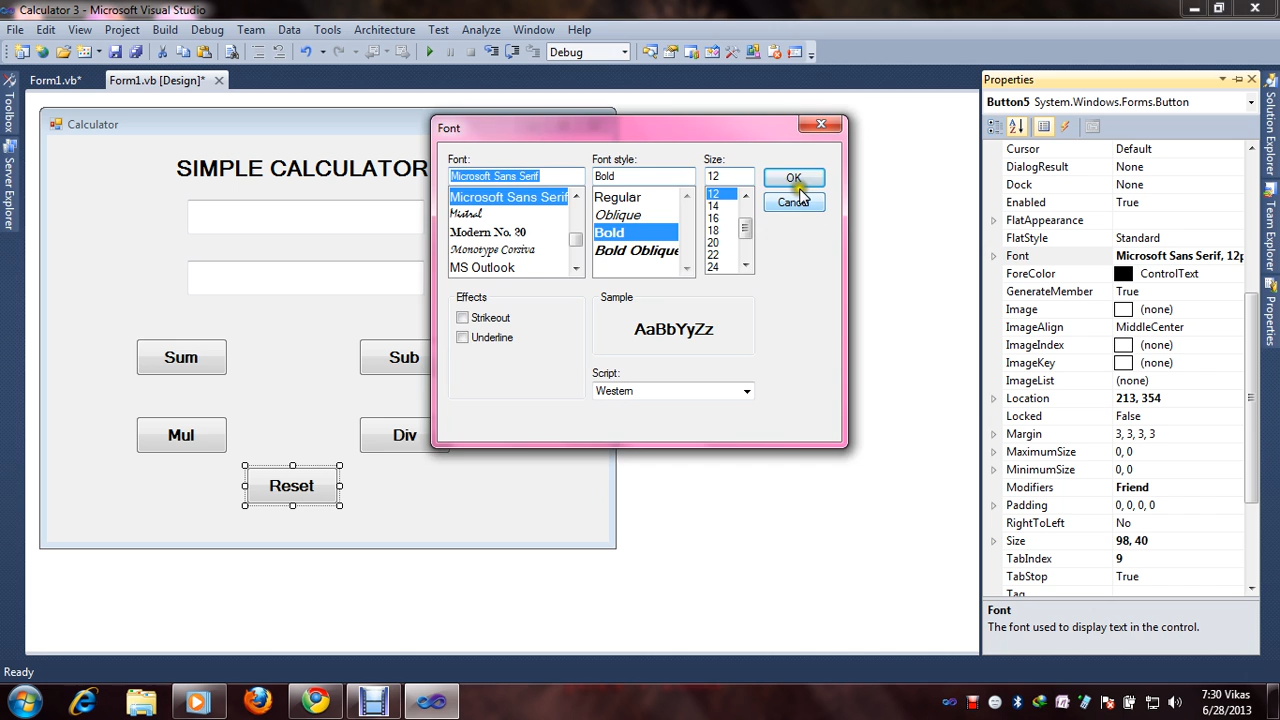 Calculator 3 - Microsoft Visual Studio
File Edit View Project Build Debug Team Data Tools Architecture Test Analyze Window Help
Debug
Form1.vb* Form1.vb [Design]*
Toolbox
Server Explorer
Calculator
SIMPLE CALCULATOR
Sum
Sub
Mul
Div
Reset
Font
Font: Font style: Size:
Microsoft Sans Serif Bold 12
OK
Microsoft Sans Serif
Mistral
Modern No. 20
Monotype Corsiva
MS Outlook
Regular
Oblique
Bold
Bold Oblique
12
14
16
18
20
22
24
Cancel
Effects
Strikeout
Underline
Sample
AaBbYyZz
Script:
Western
Properties
Button5 System.Windows.Forms.Button
Cursor Default
DialogResult None
Dock None
Enabled True
FlatAppearance
FlatStyle Standard
Font Microsoft Sans Serif, 12p
ForeColor ControlText
GenerateMember True
Image (none)
ImageAlign MiddleCenter
ImageIndex (none)
ImageKey (none)
ImageList (none)
Location 213, 354
Locked False
Margin 3, 3, 3, 3
MaximumSize 0, 0
MinimumSize 0, 0
Modifiers Friend
Padding 0, 0, 0, 0
RightToLeft No
Size 98, 40
TabIndex 9
TabStop True
Tag
Font
The font used to display text in the control.
Solution Explorer
Team Explorer
Properties
Ready
7:30 Vikas
6/28/2013